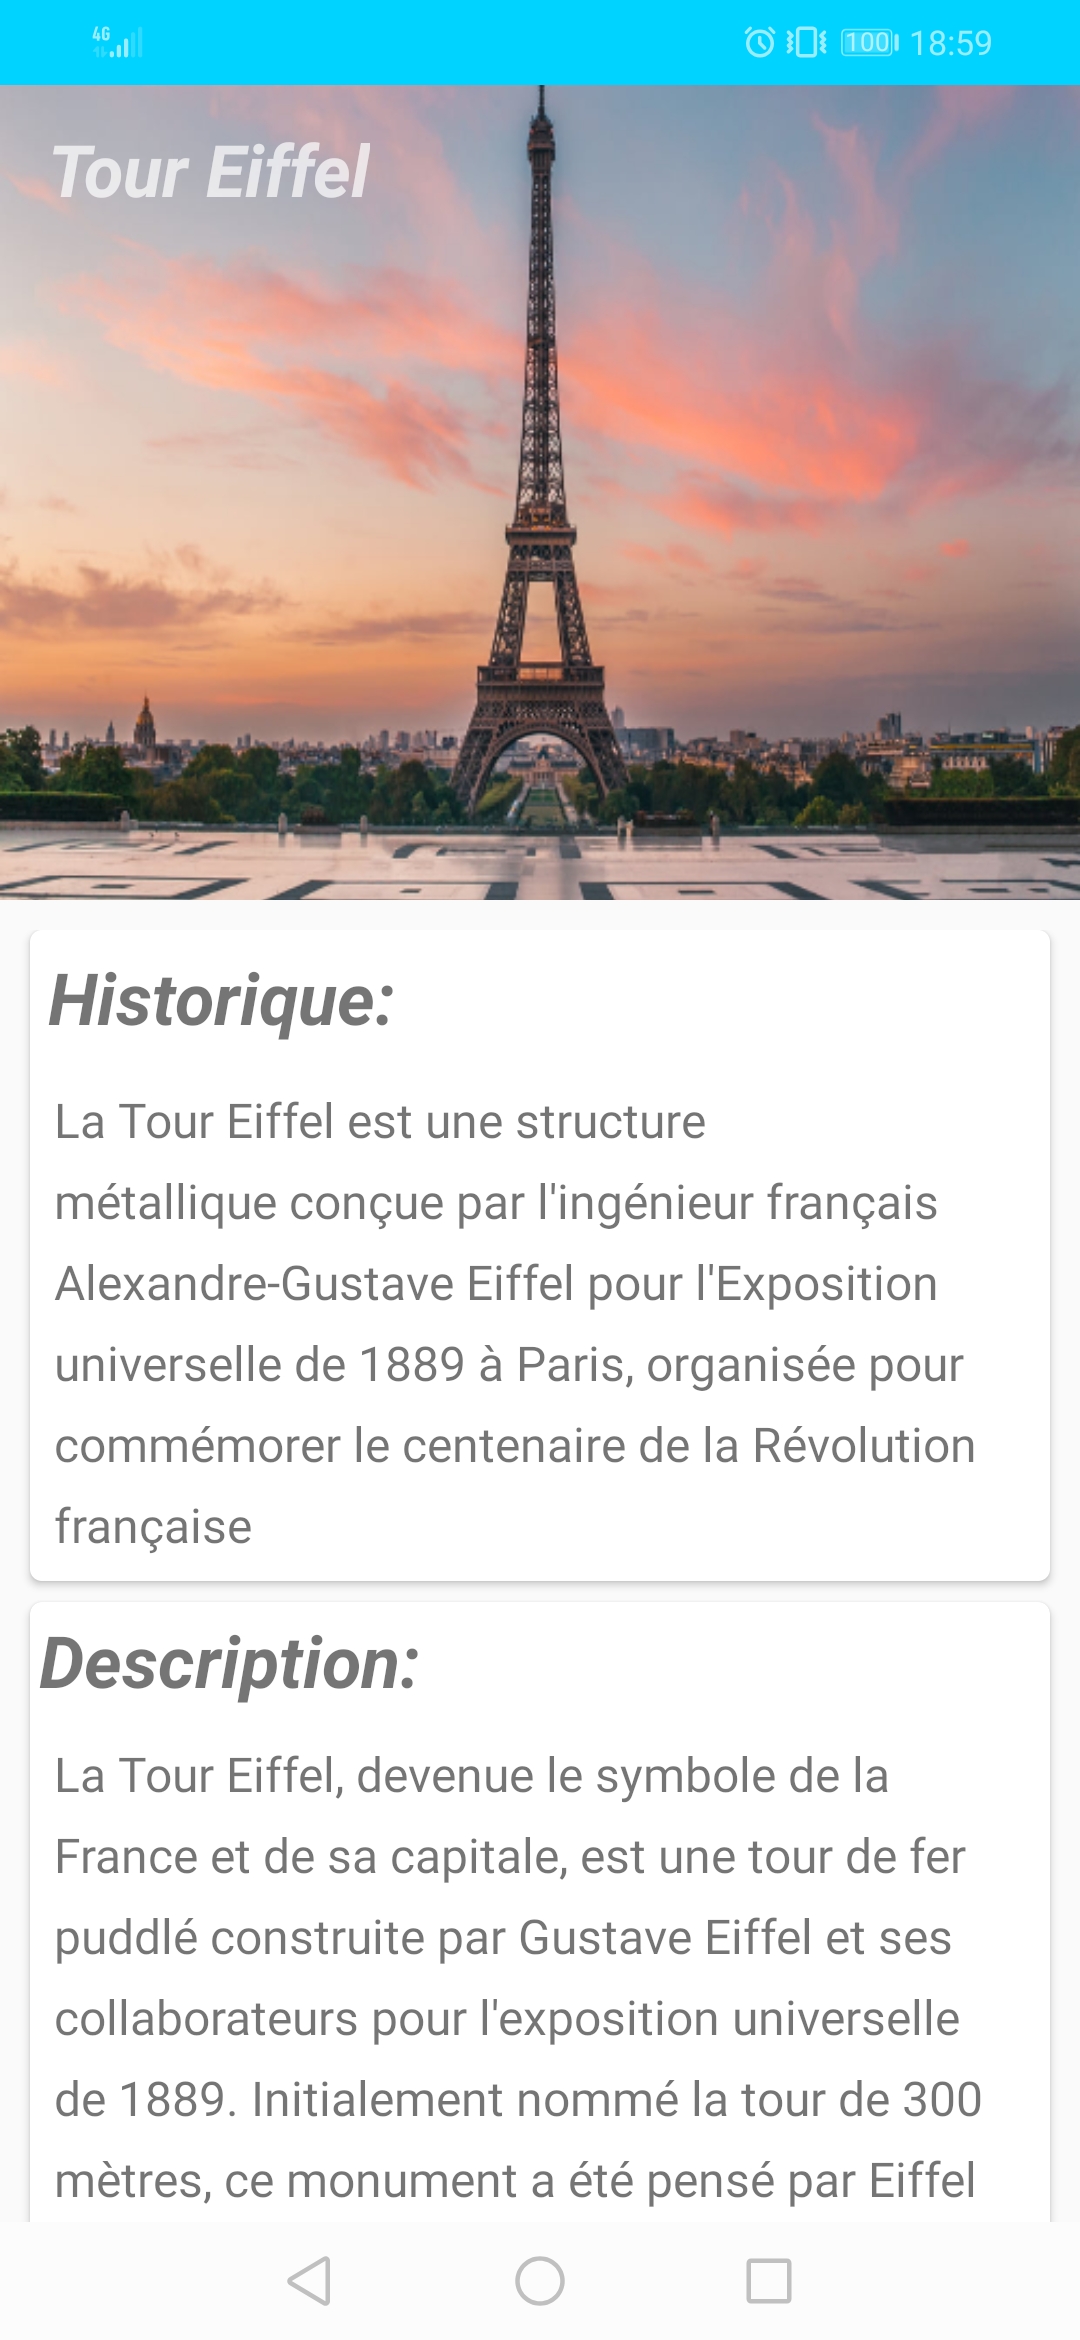 4G
100 18:59
Tour Eiffel
Historique:
La Tour Eiffel est une structure
métallique conçue par l'ingénieur français
Alexandre-Gustave Eiffel pour l'Exposition
universelle de 1889 à Paris, organisée pour
commémorer le centenaire de la Révolution
française
Description:
La Tour Eiffel, devenue le symbole de la
France et de sa capitale, est une tour de fer
puddlé construite par Gustave Eiffel et ses
collaborateurs pour l'exposition universelle
de 1889. Initialement nommé la tour de 300
mètres, ce monument a été pensé par Eiffel